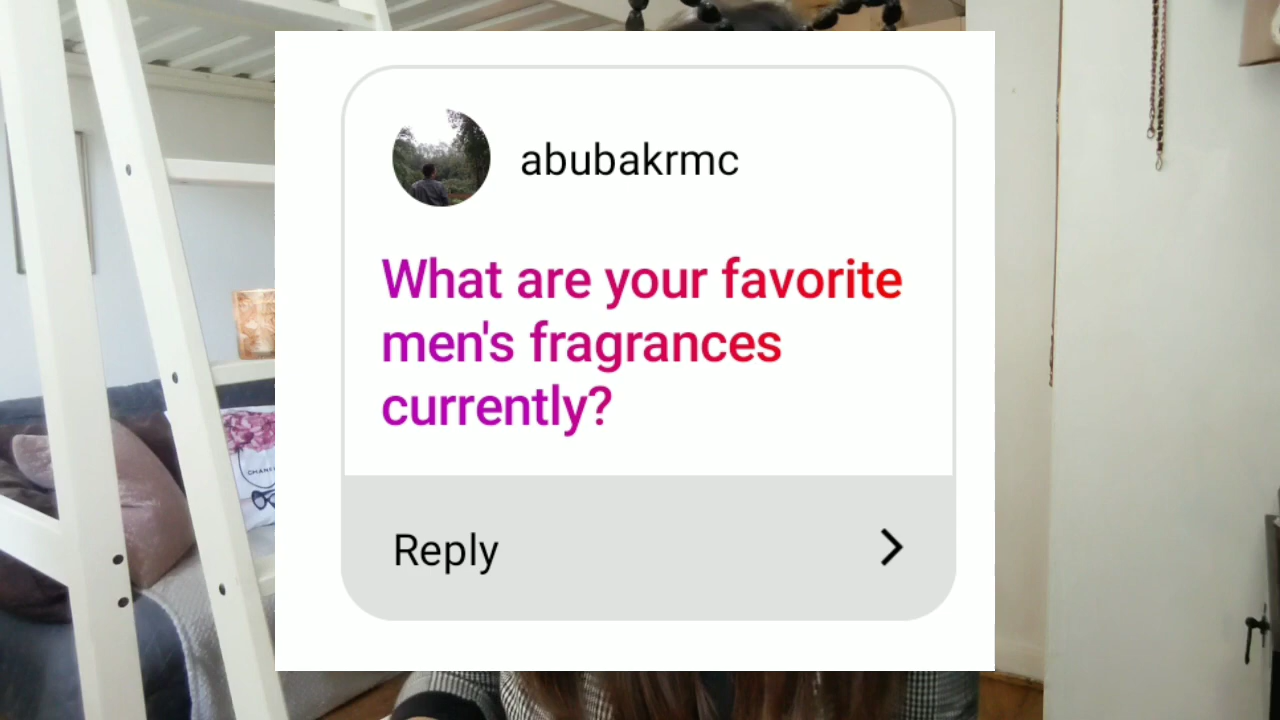 abubakrmc
What are your favorite
men's fragrances
currently?
Reply